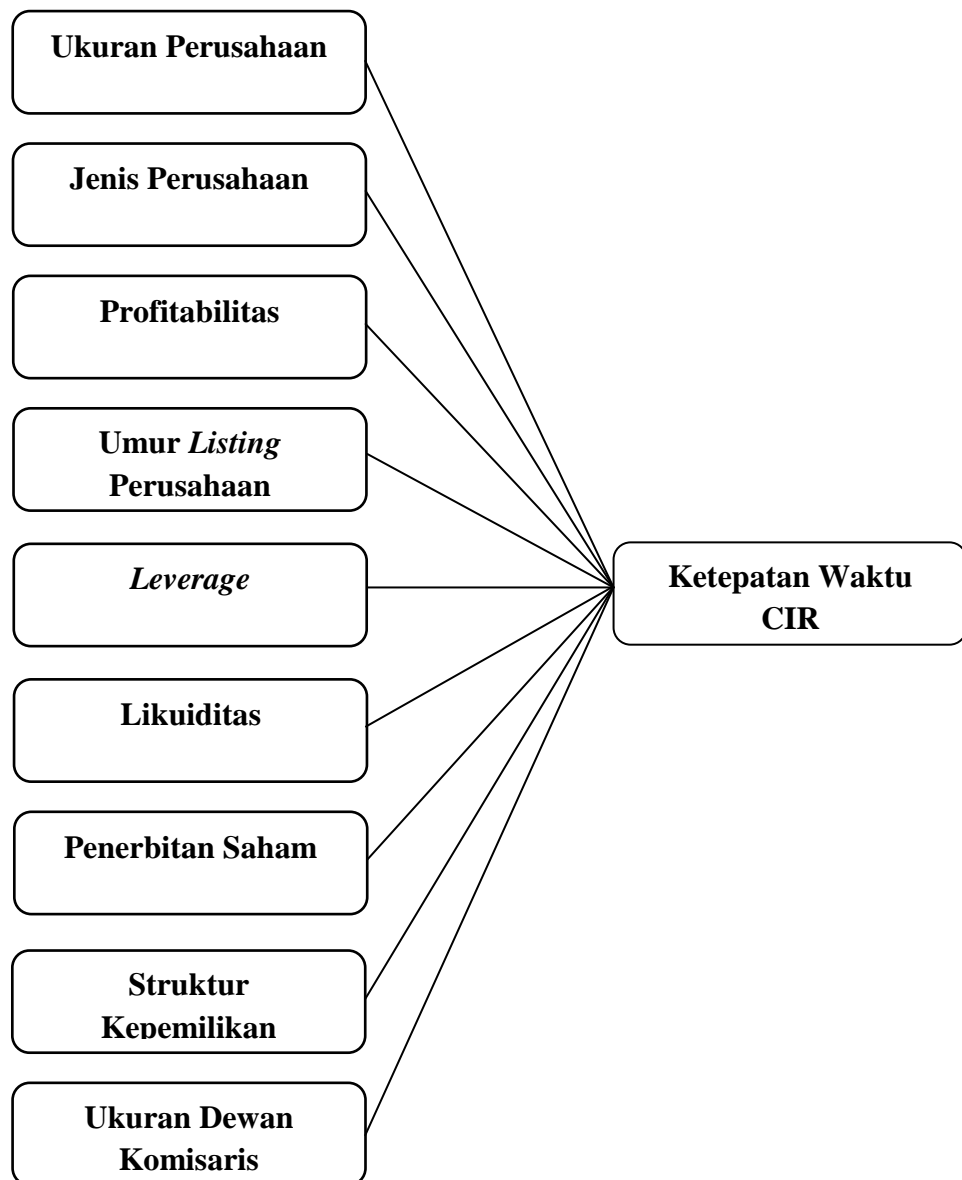 Ukuran Perusahaan
Jenis Perusahaan
Profitabilitas
Umur Listing
Perusahaan
Leverage
Ketepatan Waktu
CIR
Likuiditas
Penerbitan Saham
Struktur
Kepemilikan
Ukuran Dewan
Komisaris